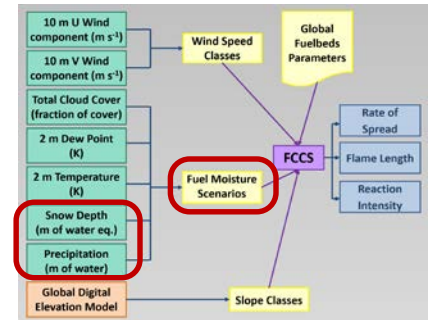 10 m U Wind
component (m s⁻¹)
10 m V Wind
component (m s⁻¹)
Total Cloud Cover
(fraction of cover)
2 m Dew Point
(K)
2 m Temperature
(K)
Snow Depth
(m of water eq.)
Precipitation
(m of water)
Global Digital
Elevation Model
Wind Speed
Classes
Fuel Moisture
Scenarios
Slope Classes
Global
Fuelbeds
Parameters
FCCS
Rate of
Spread
Flame Length
Reaction
Intensity